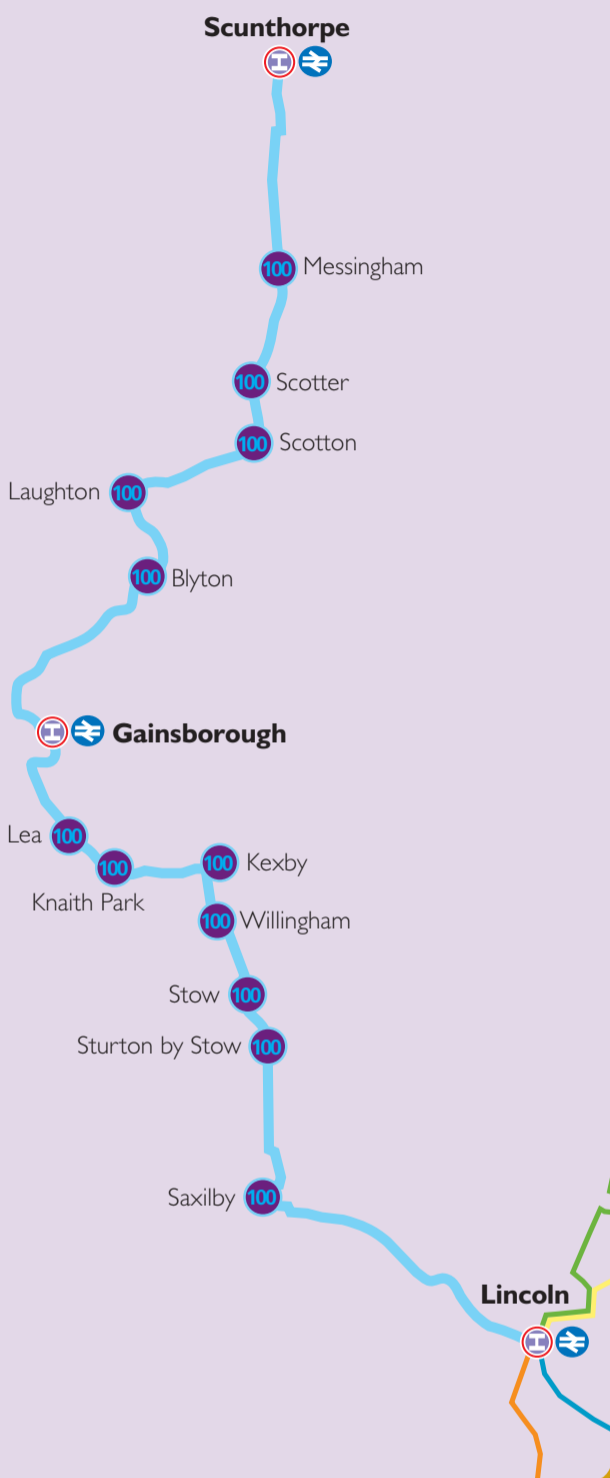 Scunthorpe
H
100 Messingham
100 Scotter
100 Scotton
Laughton 100
100 Blyton
H Gainsborough
Lea 100
100
Knaith Park
100 Kexby
100 Willingham
Stow 100
Sturton by Stow 100
Saxilby 100
Lincoln
H